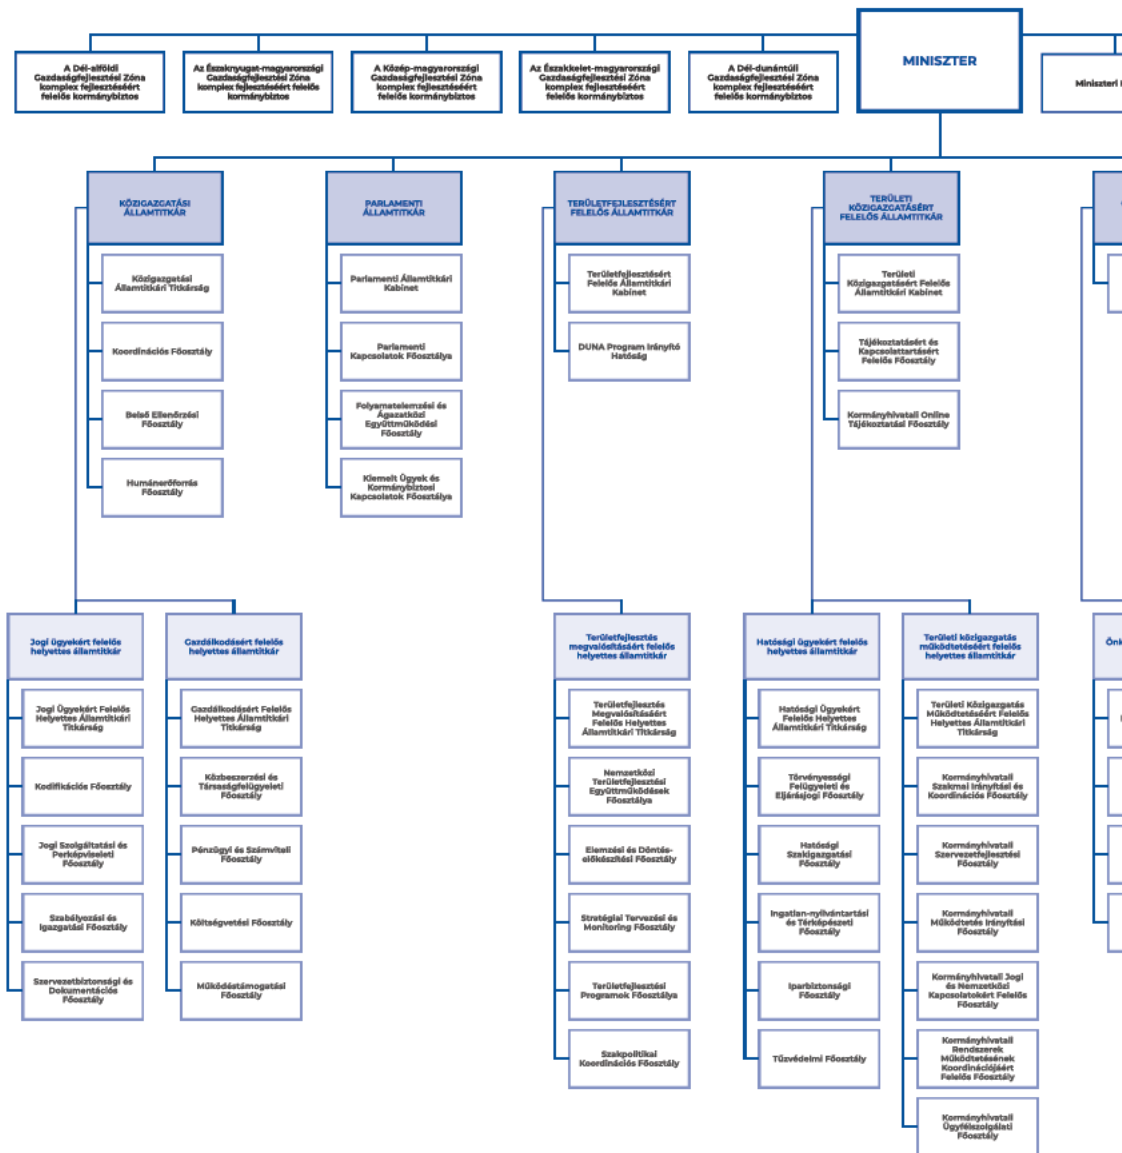 MINISZTER
A Dél-alföldi
Gazdaságfejlesztési Zóna
komplex fejlesztéséért
felelős kormánybiztos
Az Északnyugat-magyarországi
Gazdaságfejlesztési Zóna
komplex fejlesztéséért felelős
kormánybiztos
A Közép-magyarországi
Gazdaságfejlesztési Zóna
komplex fejlesztéséért
felelős kormánybiztos
Az Északkelet-magyarországi
Gazdaságfejlesztési Zóna
komplex fejlesztéséért
felelős kormánybiztos
A Dél-dunántúli
Gazdaságfejlesztési Zóna
komplex fejlesztéséért
felelős kormánybiztos
Miniszteri
KÖZIGAZGATÁSI
ÁLLAMTITKÁR
Közigazgatási
Államtitkári Titkárság
Koordinációs Főosztály
Belső Ellenőrzési
Főosztály
Humánerőforrás
Főosztály
PARLAMENTI
ÁLLAMTITKÁR
Parlamenti Államtitkári
Kabinet
Parlamenti
Kapcsolatok Főosztálya
Folyamatelemzési és
Ágazatközi
Együttműködési
Főosztály
Kiemelt Ügyek és
Kormánybiztosi
Kapcsolatok Főosztálya
TERÜLETFEJLESZTÉSÉRT
FELELŐS ÁLLAMTITKÁR
Területfejlesztésért
Felelős Államtitkári
Kabinet
DUNA Program Irányító
Hatóság
TERÜLETI
KÖZIGAZGATÁSÉRT
FELELŐS ÁLLAMTITKÁR
Területi
Közigazgatásért Felelős
Államtitkári Kabinet
Tájékoztatásért és
Kapcsolattartásért
Felelős Főosztály
Kormányhivatali Online
Tájékoztatási Főosztály
Jogi ügyekért felelős
helyettes államtitkár
Jogi Ügyekért Felelős
Helyettes Államtitkári
Titkárság
Kodifikációs Főosztály
Jogi Szolgáltatási és
Perképviseleti
Főosztály
Szabályozási és
Igazgatási Főosztály
Szervezetbiztonsági és
Dokumentációs
Főosztály
Gazdálkodásért felelős
helyettes államtitkár
Gazdálkodásért Felelős
Helyettes Államtitkári
Titkárság
Közbeszerzési és
Társaságfelügyeleti
Főosztály
Pénzügyi és Számviteli
Főosztály
Költségvetési Főosztály
Működéstámogatási
Főosztály
Területfejlesztés
megvalósításáért felelős
helyettes államtitkár
Területfejlesztés
Megvalósításáért
Felelős Helyettes
Államtitkári Titkárság
Nemzetközi
Területfejlesztési
Együttműködések
Főosztálya
Elemzési és Döntés-
előkészítési Főosztály
Stratégiai Tervezési és
Monitoring Főosztály
Területfejlesztési
Programok Főosztálya
Szakpolitikai
Koordinációs Főosztály
Hatósági ügyekért felelős
helyettes államtitkár
Hatósági Ügyekért
Felelős Helyettes
Államtitkári Titkárság
Törvényességi
Felügyeleti és
Eljárásjogi Főosztály
Hatósági
Szakigazgatási
Főosztály
Ingatlan-nyilvántartási
és Térképészeti
Főosztály
Iparbiztonsági
Főosztály
Tűzvédelmi Főosztály
Területi közigazgatás
működtetéséért felelős
helyettes államtitkár
Területi Közigazgatás
Működtetéséért Felelős
Helyettes Államtitkári
Titkárság
Kormányhivatali
Szakmai Irányítási és
Koordinációs Főosztály
Kormányhivatali
Szervezetfejlesztési
Főosztály
Kormányhivatali
Működtetés Irányítási
Főosztály
Kormányhivatali Jogi
és Nemzetközi
Kapcsolatokért Felelős
Főosztály
Kormányhivatali
Rendszerek
Működtetésének
Koordinációjáért
Felelős Főosztály
Kormányhivatali
Ügyfélszolgálati
Főosztály